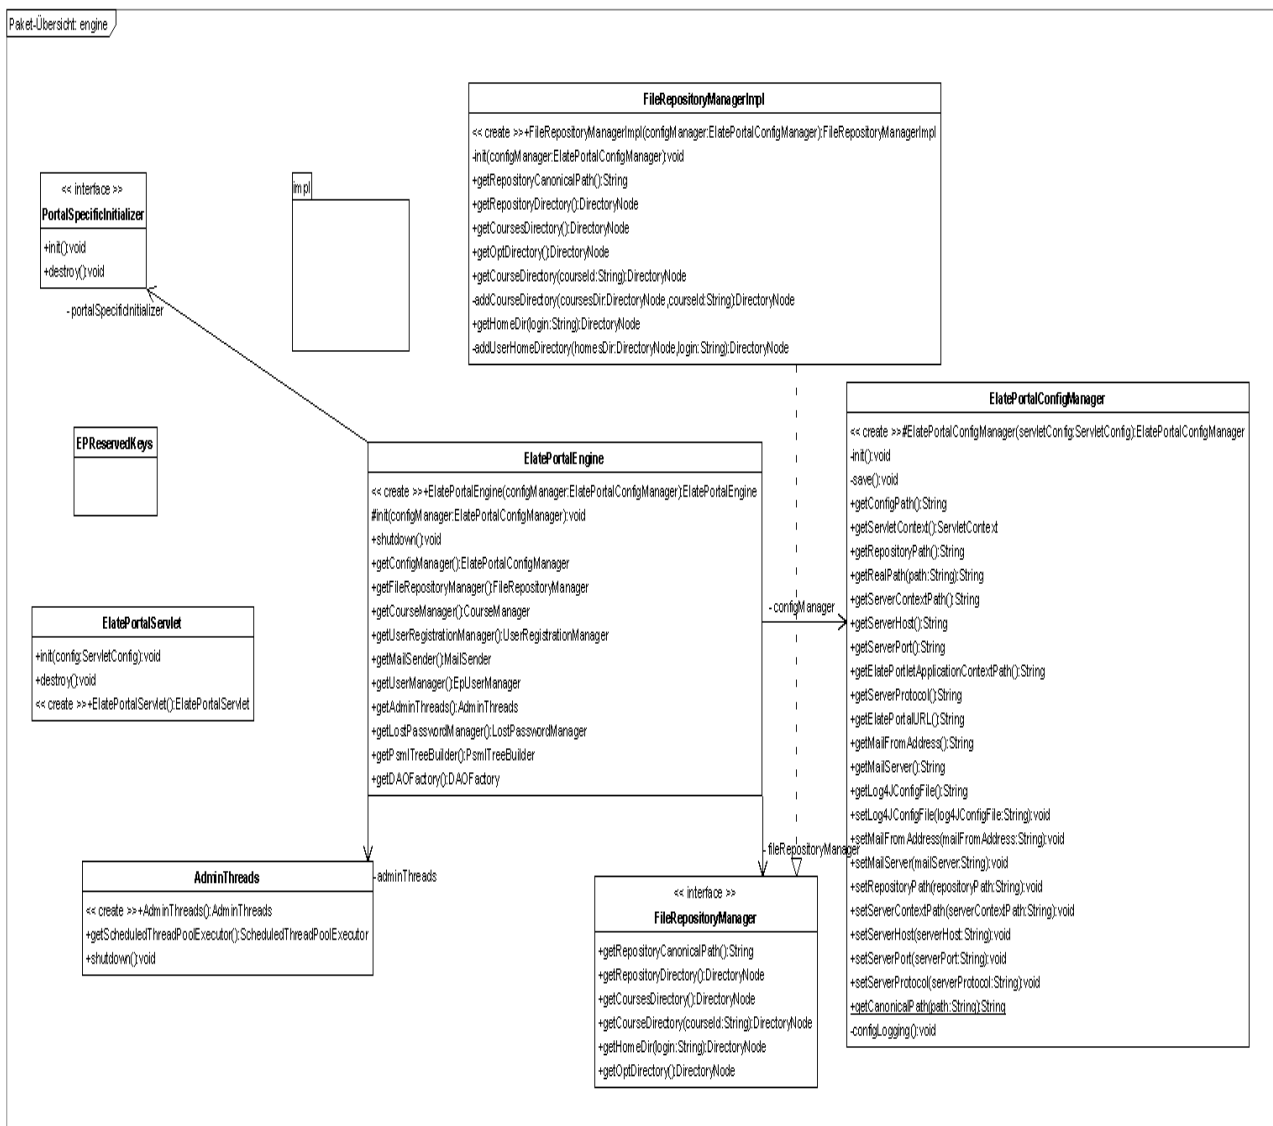 Paket-Übersicht: engine
FileRepositoryManagerImpl
<< create >>+FileRepositoryManagerImpl(configManager:ElatePortalConfigManager):FileRepositoryManagerImpl
-init(configManager:ElatePortalConfigManager):void
+getRepositoryCanonicalPath():String
+getRepositoryDirectory():DirectoryNode
+getCoursesDirectory():DirectoryNode
+getOptDirectory():DirectoryNode
+getCourseDirectory(courseId:String):DirectoryNode
-addCourseDirectory(coursesDir:DirectoryNode,courseId:String):DirectoryNode
+getHomeDir(login:String):DirectoryNode
-addUserHomeDirectory(homesDir:DirectoryNode,login:String):DirectoryNode
<< interface >>
PortalSpecificInitializer
+init():void
+destroy():void
- portalSpecificInitializer
impl
EPReservedKeys
ElatePortalServlet
+init(config:ServletConfig):void
+destroy():void
<< create >>+ElatePortalServlet():ElatePortalServlet
ElatePortalEngine
<< create >>+ElatePortalEngine(configManager:ElatePortalConfigManager):ElatePortalEngine
#init(configManager:ElatePortalConfigManager):void
+shutdown():void
+getConfigManager():ElatePortalConfigManager
+getFileRepositoryManager():FileRepositoryManager
+getCourseManager():CourseManager
+getUserRegistrationManager():UserRegistrationManager
+getMailSender():MailSender
+getUserManager():EpUserManager
+getAdminThreads():AdminThreads
+getLostPasswordManager():LostPasswordManager
+getPsmlTreeBuilder():PsmlTreeBuilder
+getDAOFactory():DAOFactory
- configManager
ElatePortalConfigManager
<< create >>#ElatePortalConfigManager(servletConfig:ServletConfig):ElatePortalConfigManager
-init():void
-save():void
+getConfigPath():String
+getServletContext():ServletContext
+getRepositoryPath():String
+getRealPath(path:String):String
+getServerContextPath():String
+getServerHost():String
+getServerPort():String
+getElatePortletApplicationContextPath():String
+getServerProtocol():String
+getElatePortalURL():String
+getMailFromAddress():String
+getMailServer():String
+getLog4JConfigFile():String
+setLog4JConfigFile(log4JConfigFile:String):void
+setMailFromAddress(mailFromAddress:String):void
+setMailServer(mailServer:String):void
+setRepositoryPath(repositoryPath:String):void
+setServerContextPath(serverContextPath:String):void
+setServerHost(serverHost:String):void
+setServerPort(serverPort:String):void
+setServerProtocol(serverProtocol:String):void
+getCanonicalPath(path:String):String
-configLogging():void
- adminThreads
AdminThreads
<< create >>+AdminThreads():AdminThreads
+getScheduledThreadPoolExecutor():ScheduledThreadPoolExecutor
+shutdown():void
- fileRepositoryManager
<< interface >>
FileRepositoryManager
+getRepositoryCanonicalPath():String
+getRepositoryDirectory():DirectoryNode
+getCoursesDirectory():DirectoryNode
+getCourseDirectory(courseId:String):DirectoryNode
+getHomeDir(login:String):DirectoryNode
+getOptDirectory():DirectoryNode